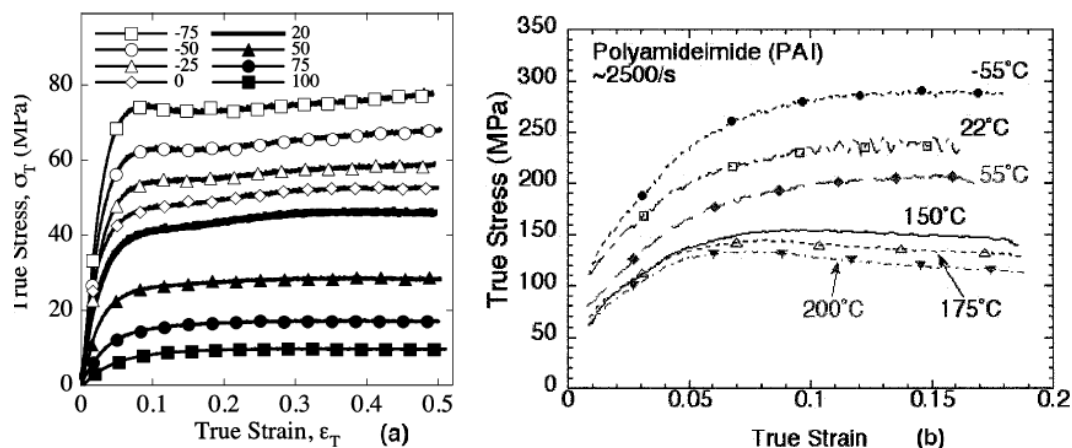 -75 20
-50 50
-25 75
0 100
80
60
40
20
0
True Stress, σT (MPa)
0 0.1 0.2 0.3 0.4 0.5
True Strain, εT (a)
350
300
250
200
150
100
50
0
True Stress (MPa)
Polyamideimide (PAI)
~2500/s
-55°C
22°C
55°C
150°C
200°C 175°C
0 0.05 0.1 0.15 0.2
True Strain (b)